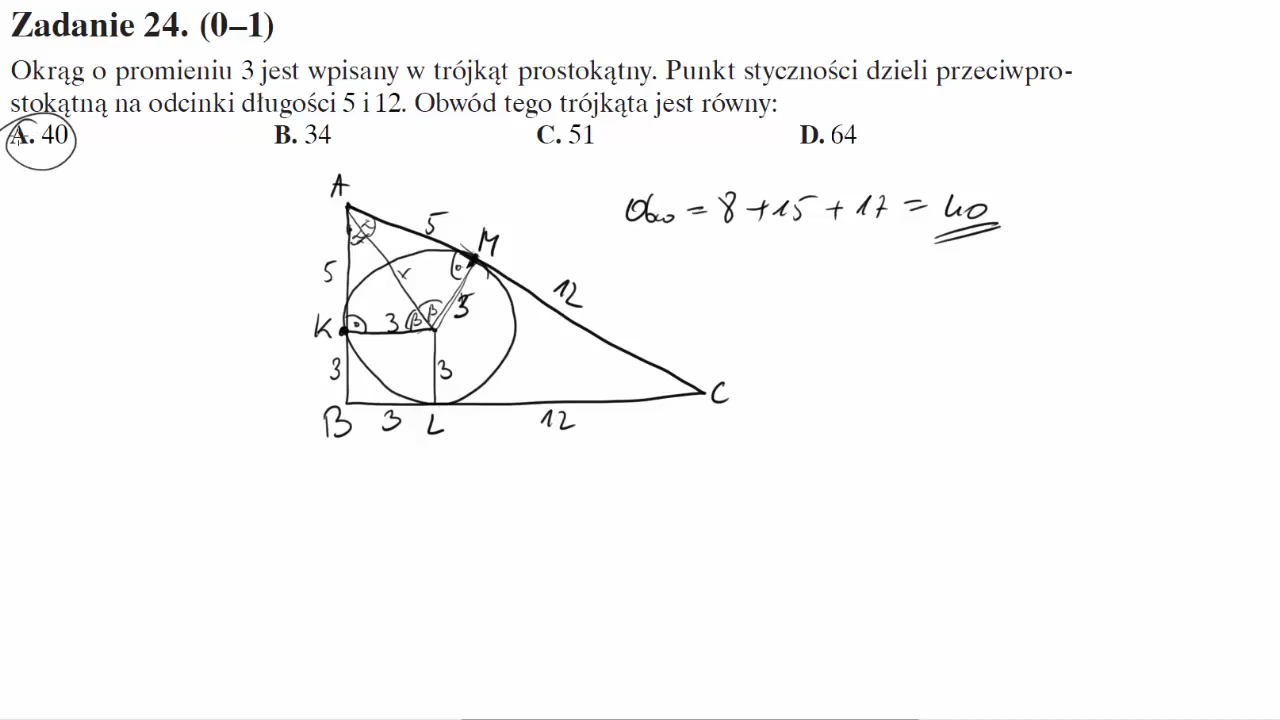 Zadanie 24. (0–1)
Okrąg o promieniu 3 jest wpisany w trójkąt prostokątny. Punkt styczności dzieli przeciwpro-
stokątną na odcinki długości 5 i 12. Obwód tego trójkąta jest równy:
A. 40 B. 34 C. 51 D. 64
A
5
M
Obw = 8 + 15 + 17 = 40
5
12
K
3
β
β
3
3
3
C
B
3
L
12